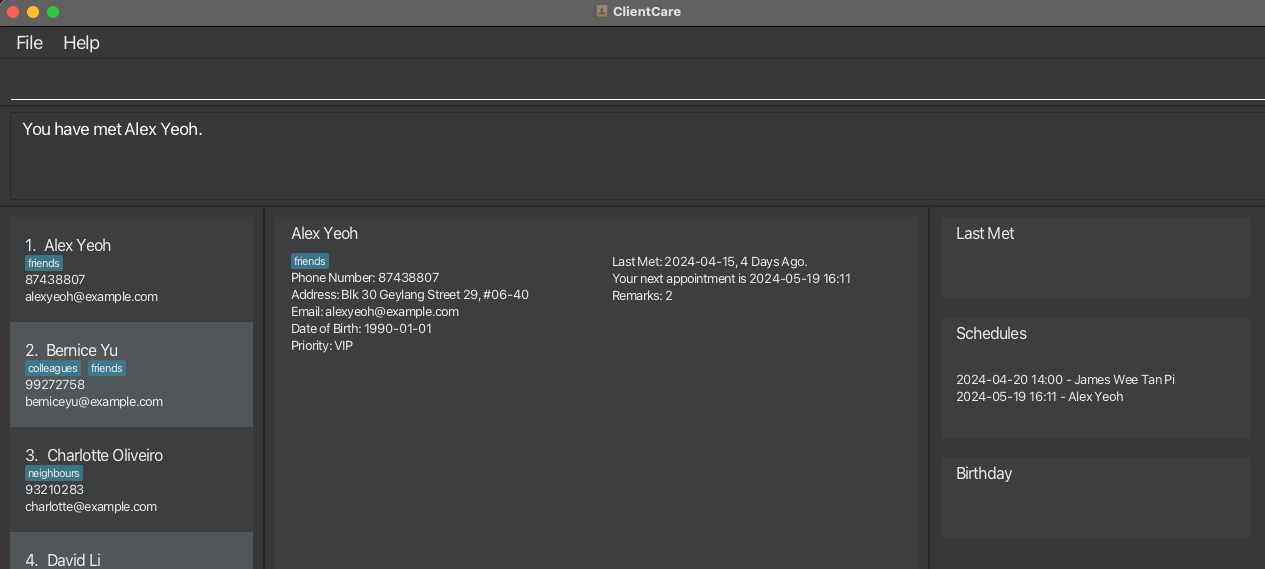 ClientCare
File Help
You have met Alex Yeoh.
1. Alex Yeoh
friends
87438807
alexyeoh@example.com
2. Bernice Yu
colleagues friends
99272758
berniceyu@example.com
3. Charlotte Oliveiro
neighbours
93210283
charlotte@example.com
4. David Li
Alex Yeoh
friends
Phone Number: 87438807
Address: Blk 30 Geylang Street 29, #06-40
Email: alexyeoh@example.com
Date of Birth: 1990-01-01
Priority: VIP
Last Met: 2024-04-15, 4 Days Ago.
Your next appointment is 2024-05-19 16:11
Remarks: 2
Last Met
Schedules
2024-04-20 14:00 - James Wee Tan Pi
2024-05-19 16:11 - Alex Yeoh
Birthday